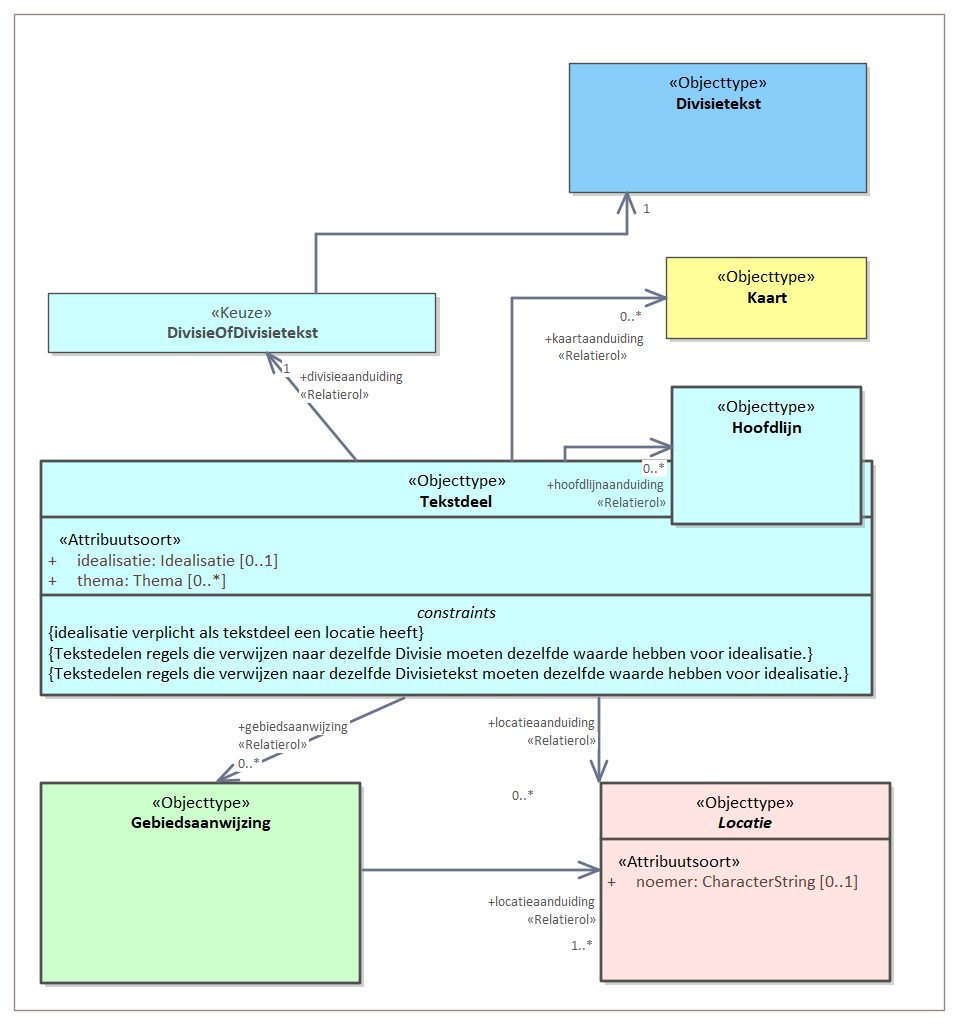 «Objecttype»
Divisietekst
1
«Keuze»
DivisieOfDivisietekst
«Objecttype»
Kaart
0..*
+kaartaanduiding
«Relatierol»
1
+divisieaanduiding
«Relatierol»
«Objecttype»
Hoofdlijn
0..*
+hoofdlijnaanduiding
«Relatierol»
«Objecttype»
Tekstdeel
«Attribuutsoort»
+ idealisatie: Idealisatie [0..1]
+ thema: Thema [0..*]
constraints
{idealisatie verplicht als tekstdeel een locatie heeft}
{Tekstedelen regels die verwijzen naar dezelfde Divisie moeten dezelfde waarde hebben voor idealisatie.}
{Tekstedelen regels die verwijzen naar dezelfde Divisietekst moeten dezelfde waarde hebben voor idealisatie.}
+gebiedsaanwijzing
«Relatierol»
0..*
+locatieaanduiding
«Relatierol»
0..*
«Objecttype»
Gebiedsaanwijzing
«Objecttype»
Locatie
«Attribuutsoort»
+ noemer: CharacterString [0..1]
+locatieaanduiding
«Relatierol»
1..*